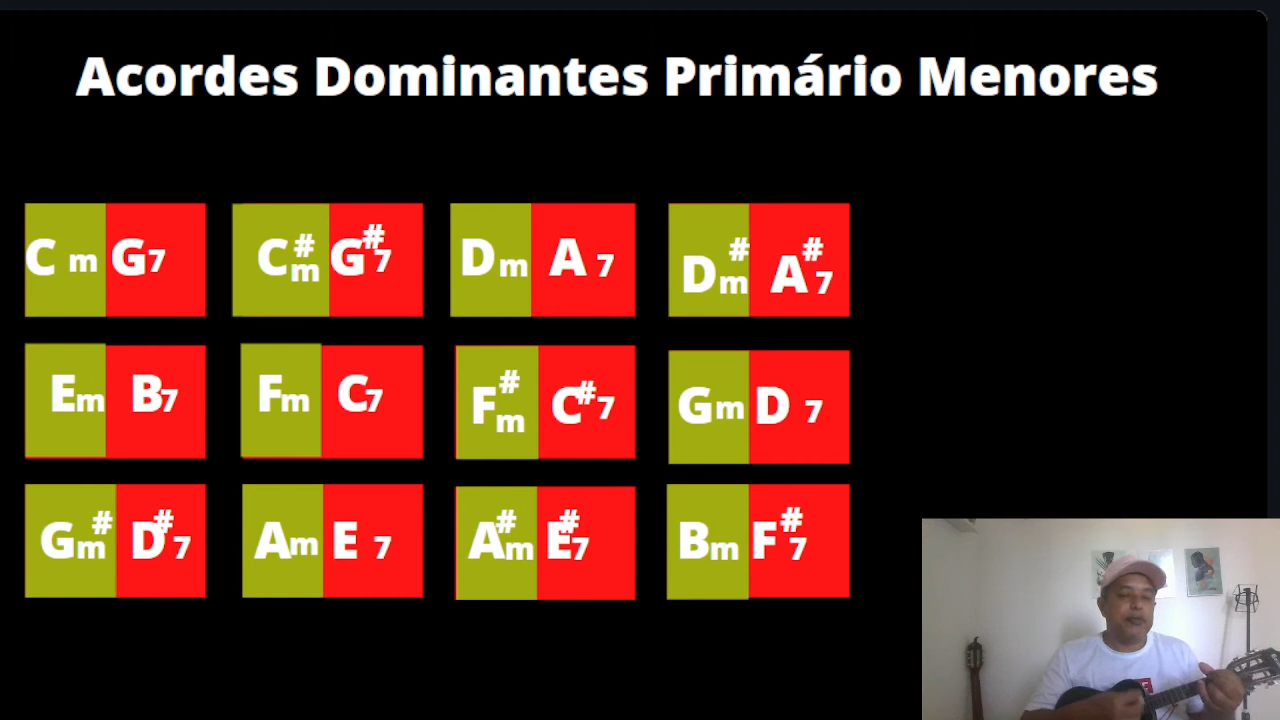 Acordes Dominantes Primário Menores
Cm G7 C#m G#7 Dm A7 D#m A#7
Em B7 Fm C7 F#m C#7 Gm D7
G#m D#7 Am E7 A#m E#7 Bm F#7